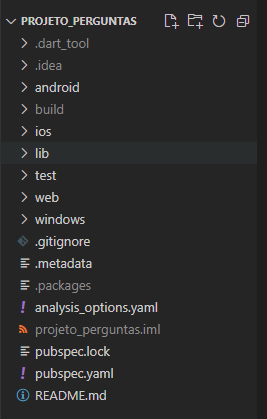 PROJETO_PERGUNTAS
.dart_tool
.idea
android
build
ios
lib
test
web
windows
.gitignore
.metadata
.packages
analysis_options.yaml
projeto_perguntas.iml
pubspec.lock
pubspec.yaml
README.md